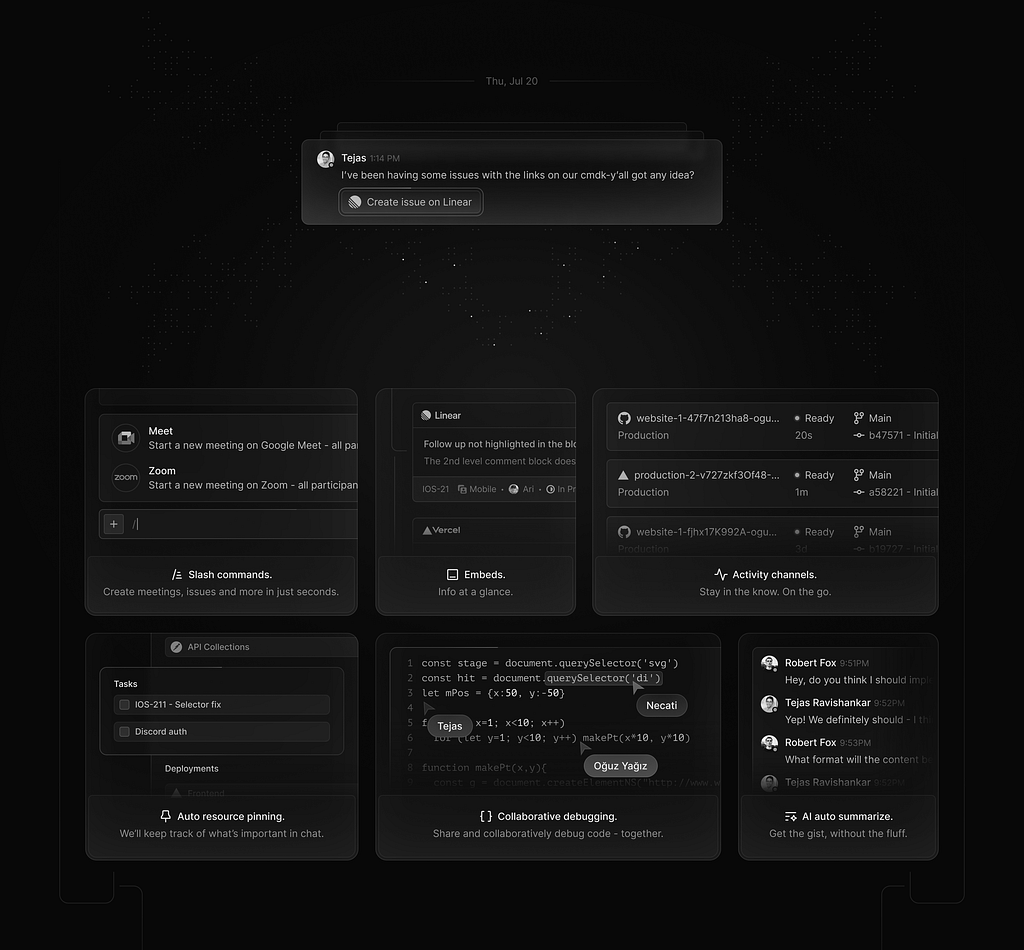 Thu, Jul 20
Tejas 1:14 PM
I've been having some issues with the links on our cmdk-y'all got any idea?
Create issue on Linear
Meet
Start a new meeting on Google Meet - all pa
zoom
Zoom
Start a new meeting on Zoom - all participan
+ /
Slash commands.
Create meetings, issues and more in just seconds.
Linear
Follow up not highlighted in the blo
The 2nd level comment block does
IOS-21 Mobile • Ari • In Pr
Vercel
Embeds.
Info at a glance.
website-1-47f7n213ha8-ogu... Ready Main
Production 20s b47571 - Initial
production-2-v727zkf3Of48-... Ready Main
Production 1m a58221 - Initial
website-1-fjhx17K992A-ogu... Ready Main
Production 3d b19727 - Initial
Activity channels.
Stay in the know. On the go.
API Collections
Tasks
IOS-211 - Selector fix
Discord auth
Deployments
Frontend
Auto resource pinning.
We'll keep track of what's important in chat.
1 const stage = document.querySelector('svg')
2 const hit = document.querySelector('di')
3 let mPos = {x:50, y:-50}
Necati
4
Tejas
5 f x=1; x<10; x++)
6 for (let y=1; y<10; y++) makePt(x*10, y*10)
7
Oğuz Yağız
8 function makePt(x,y){
const g = document.createElementNS("http://www.w
Collaborative debugging.
Share and collaboratively debug code - together.
Robert Fox 9:51PM
Hey, do you think I should impl
Tejas Ravishankar 9:52PM
Yep! We definitely should - I th
Robert Fox 9:53PM
What format will the content b
Tejas Ravishankar 9:52PM
AI auto summarize.
Get the gist, without the fluff.